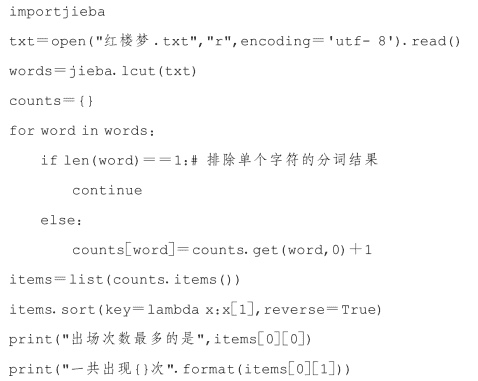 importjieba
txt=open("红楼梦.txt","r",encoding='utf- 8').read()
words=jieba.lcut(txt)
counts={}
for word in words:
if len(word)==1:# 排除单个字符的分词结果
continue
else:
counts[word]=counts.get(word,0)+1
items=list(counts.items())
items.sort(key=lambda x:x[1],reverse=True)
print("出场次数最多的是",items[0][0])
print("一共出现{}次".format(items[0][1]))